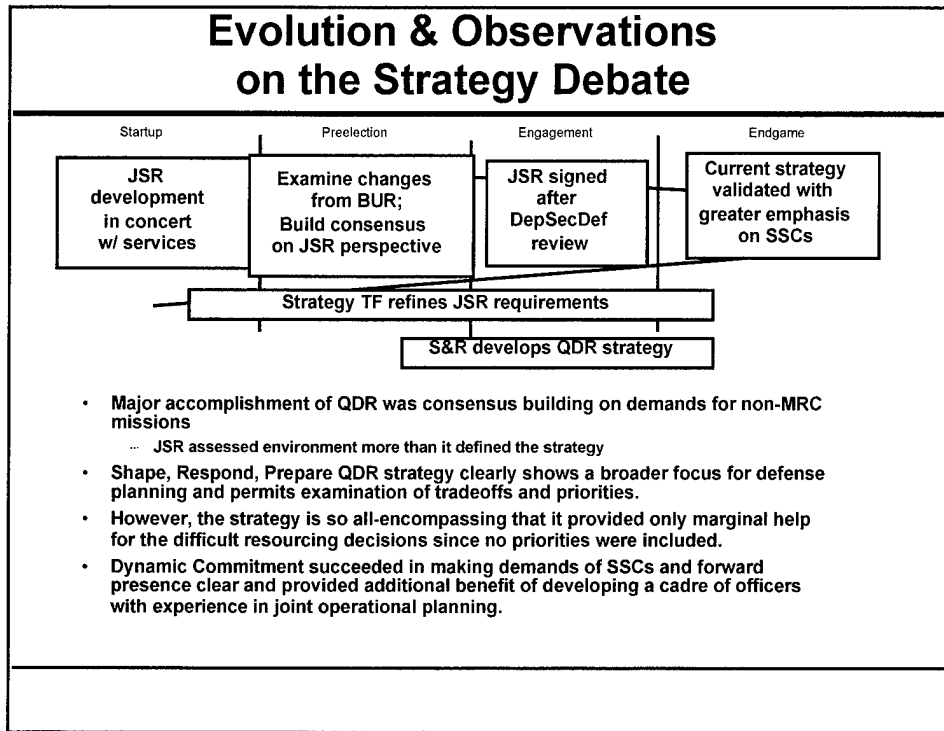 Evolution & Observations
on the Strategy Debate
Startup
Preelection
Engagement
Endgame
JSR
development
in concert
w/ services
Examine changes
from BUR;
Build consensus
on JSR perspective
JSR signed
after
DepSecDef
review
Current strategy
validated with
greater emphasis
on SSCs
Strategy TF refines JSR requirements
S&R develops QDR strategy
• Major accomplishment of QDR was consensus building on demands for non-MRC
missions
– JSR assessed environment more than it defined the strategy
• Shape, Respond, Prepare QDR strategy clearly shows a broader focus for defense
planning and permits examination of tradeoffs and priorities.
• However, the strategy is so all-encompassing that it provided only marginal help
for the difficult resourcing decisions since no priorities were included.
• Dynamic Commitment succeeded in making demands of SSCs and forward
presence clear and provided additional benefit of developing a cadre of officers
with experience in joint operational planning.